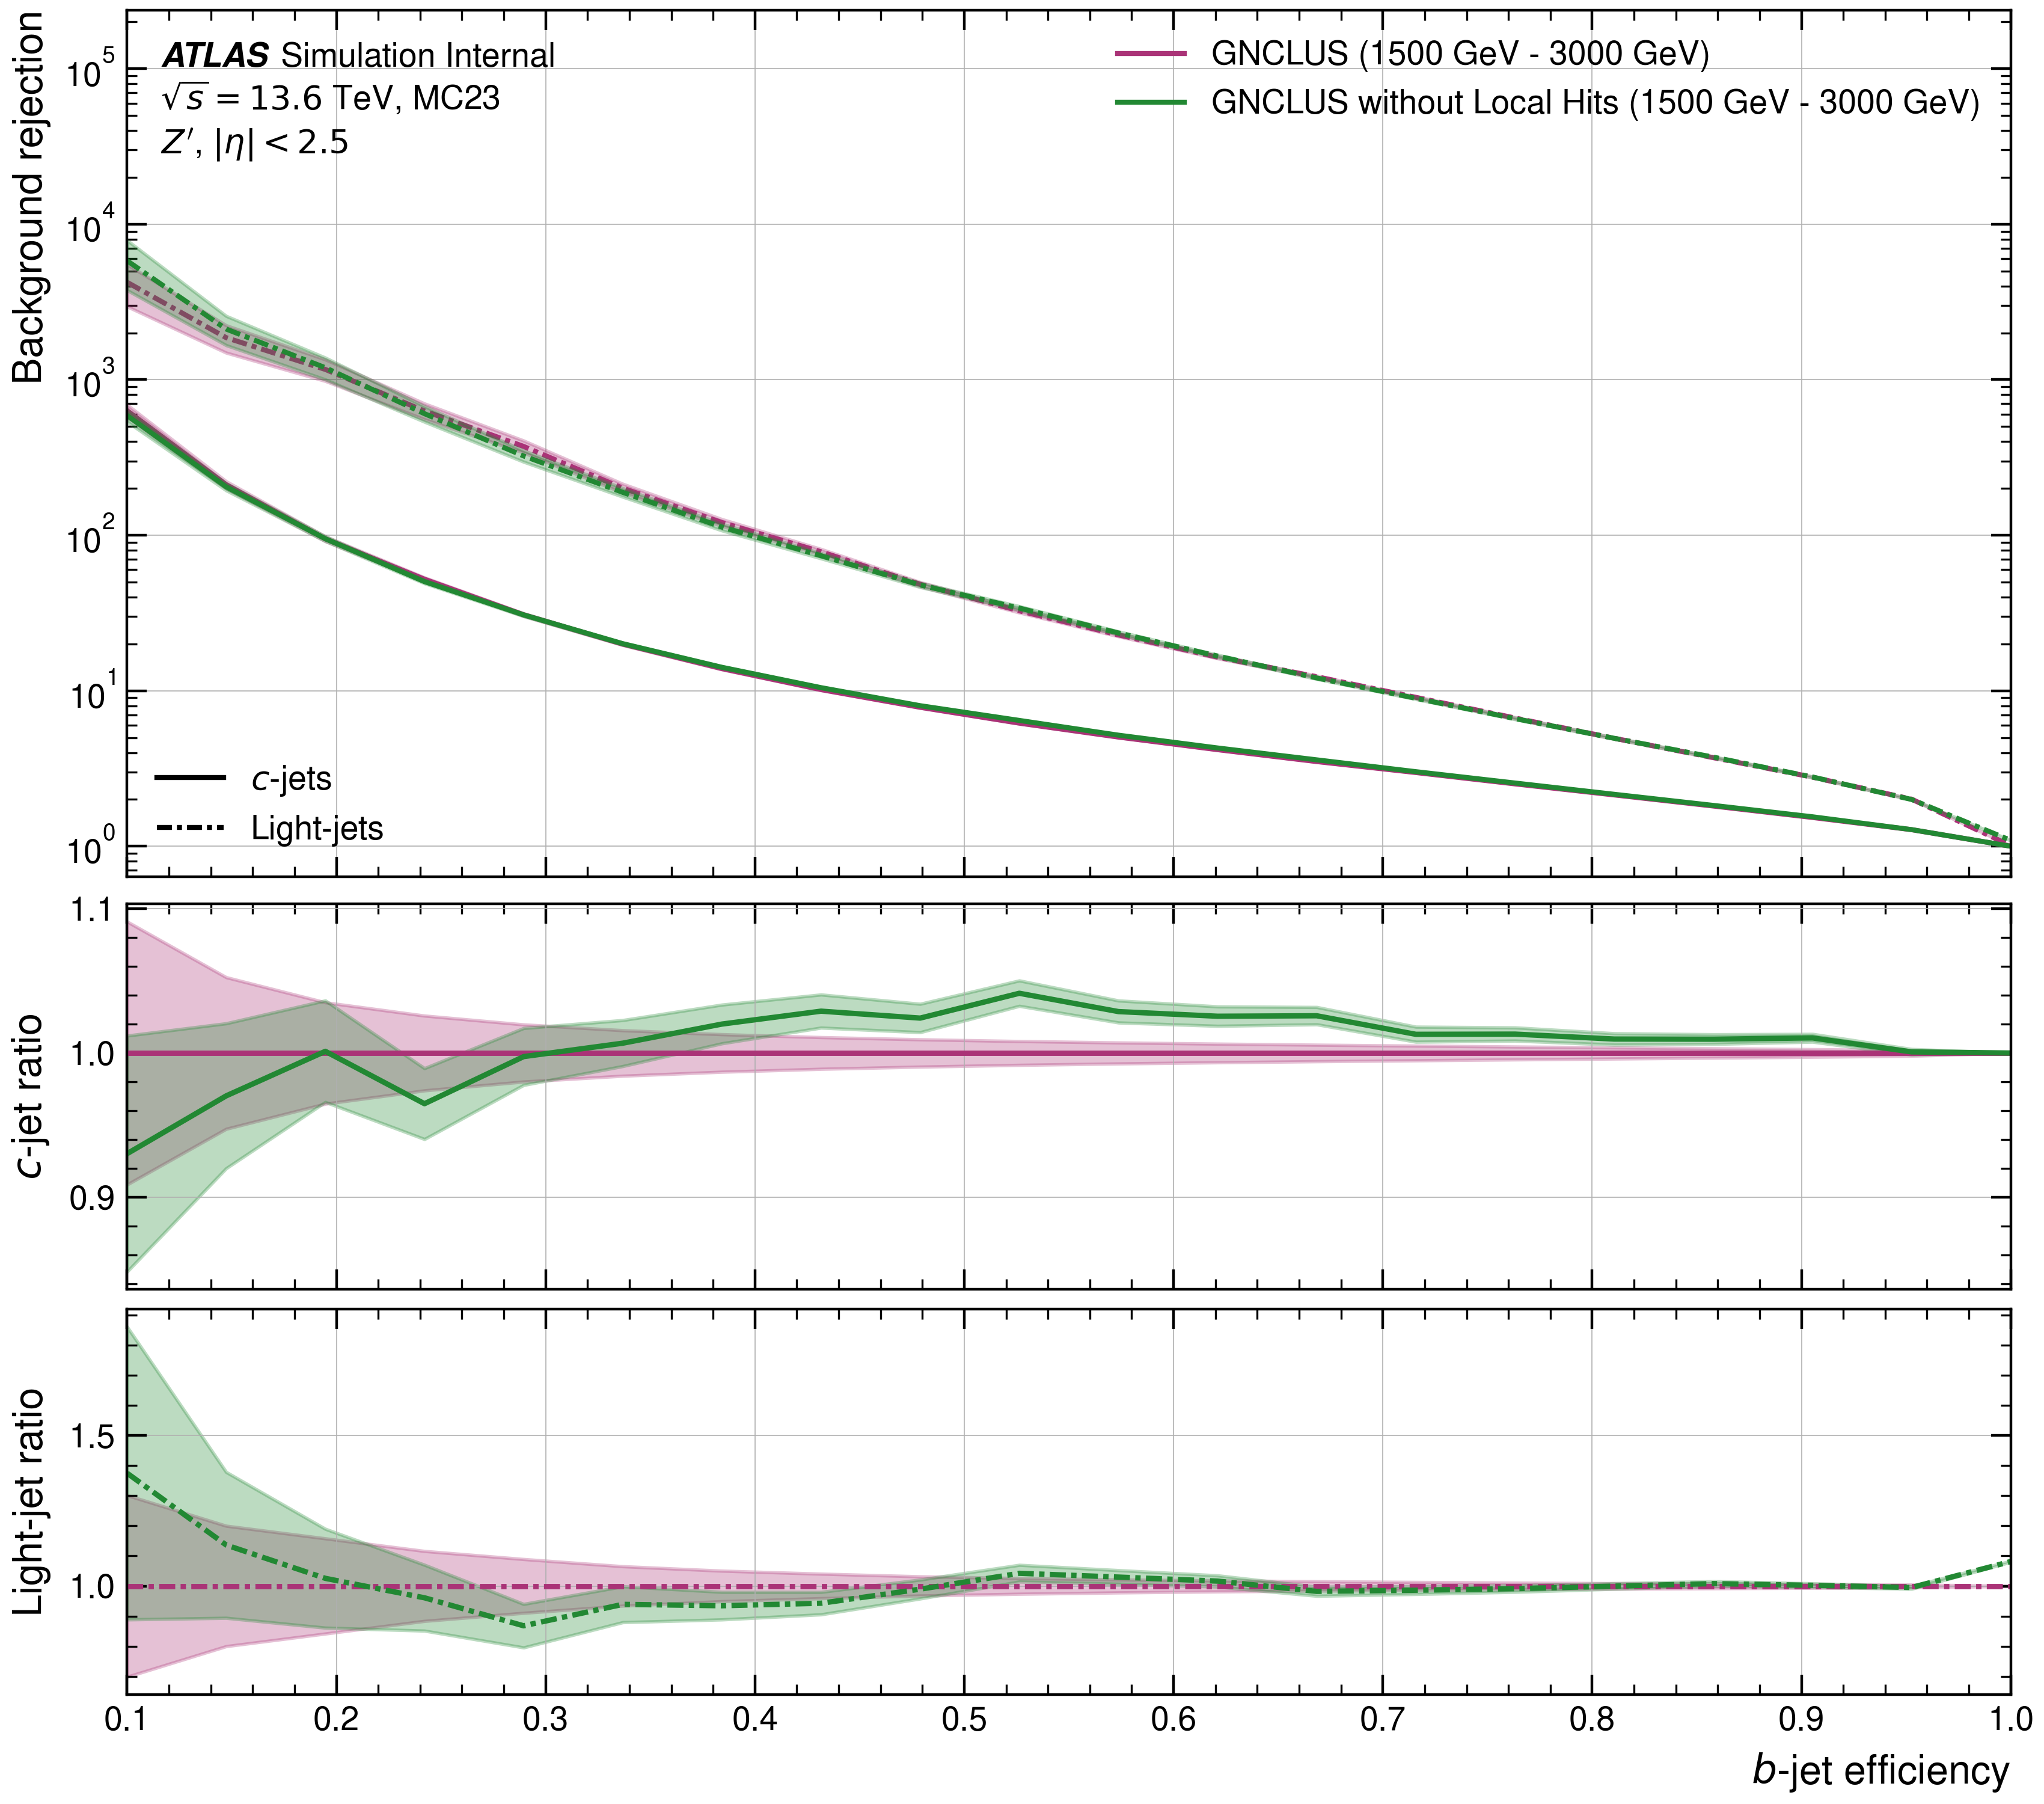 Background rejection
ATLAS Simulation Internal
√s = 13.6 TeV, MC23
Z′, |η| < 2.5
GNCLUS (1500 GeV - 3000 GeV)
GNCLUS without Local Hits (1500 GeV - 3000 GeV)
10^5
10^4
10^3
10^2
10^1
10^0
c-jets
Light-jets
c-jet ratio
1.1
1.0
0.9
Light-jet ratio
1.5
1.0
0.1 0.2 0.3 0.4 0.5 0.6 0.7 0.8 0.9 1.0
b-jet efficiency